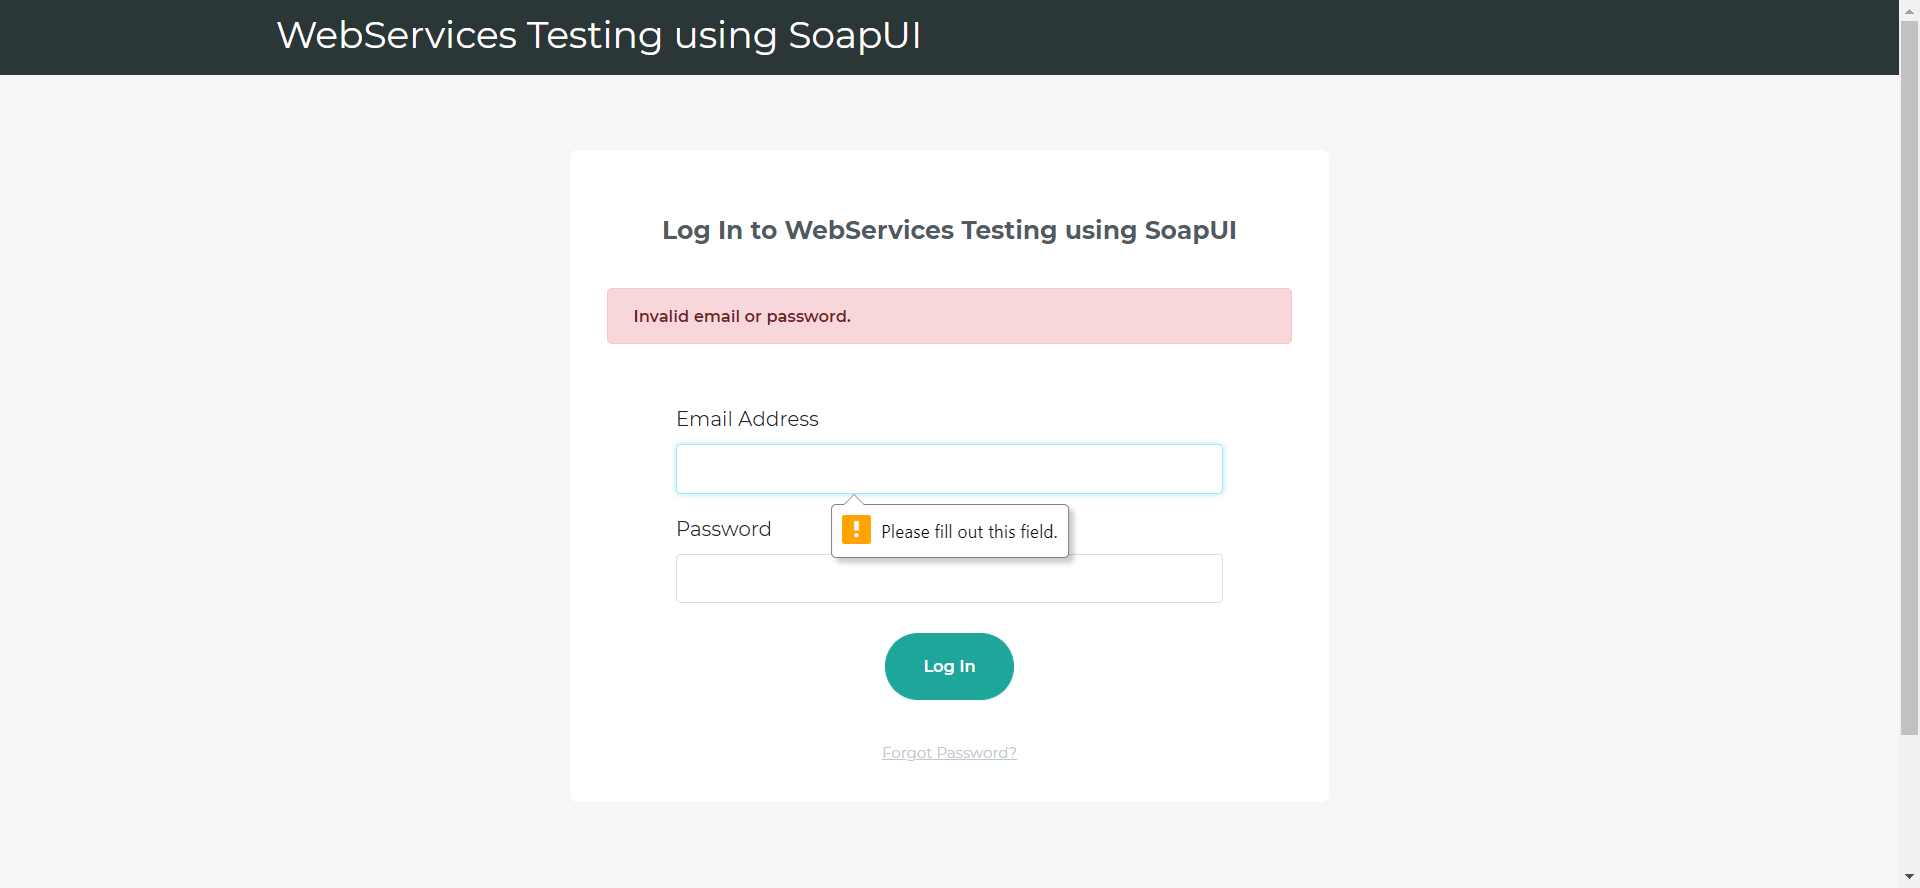 WebServices Testing using SoapUI
Log In to WebServices Testing using SoapUI
Invalid email or password.
Email Address
Please fill out this field.
Password
Log In
Forgot Password?